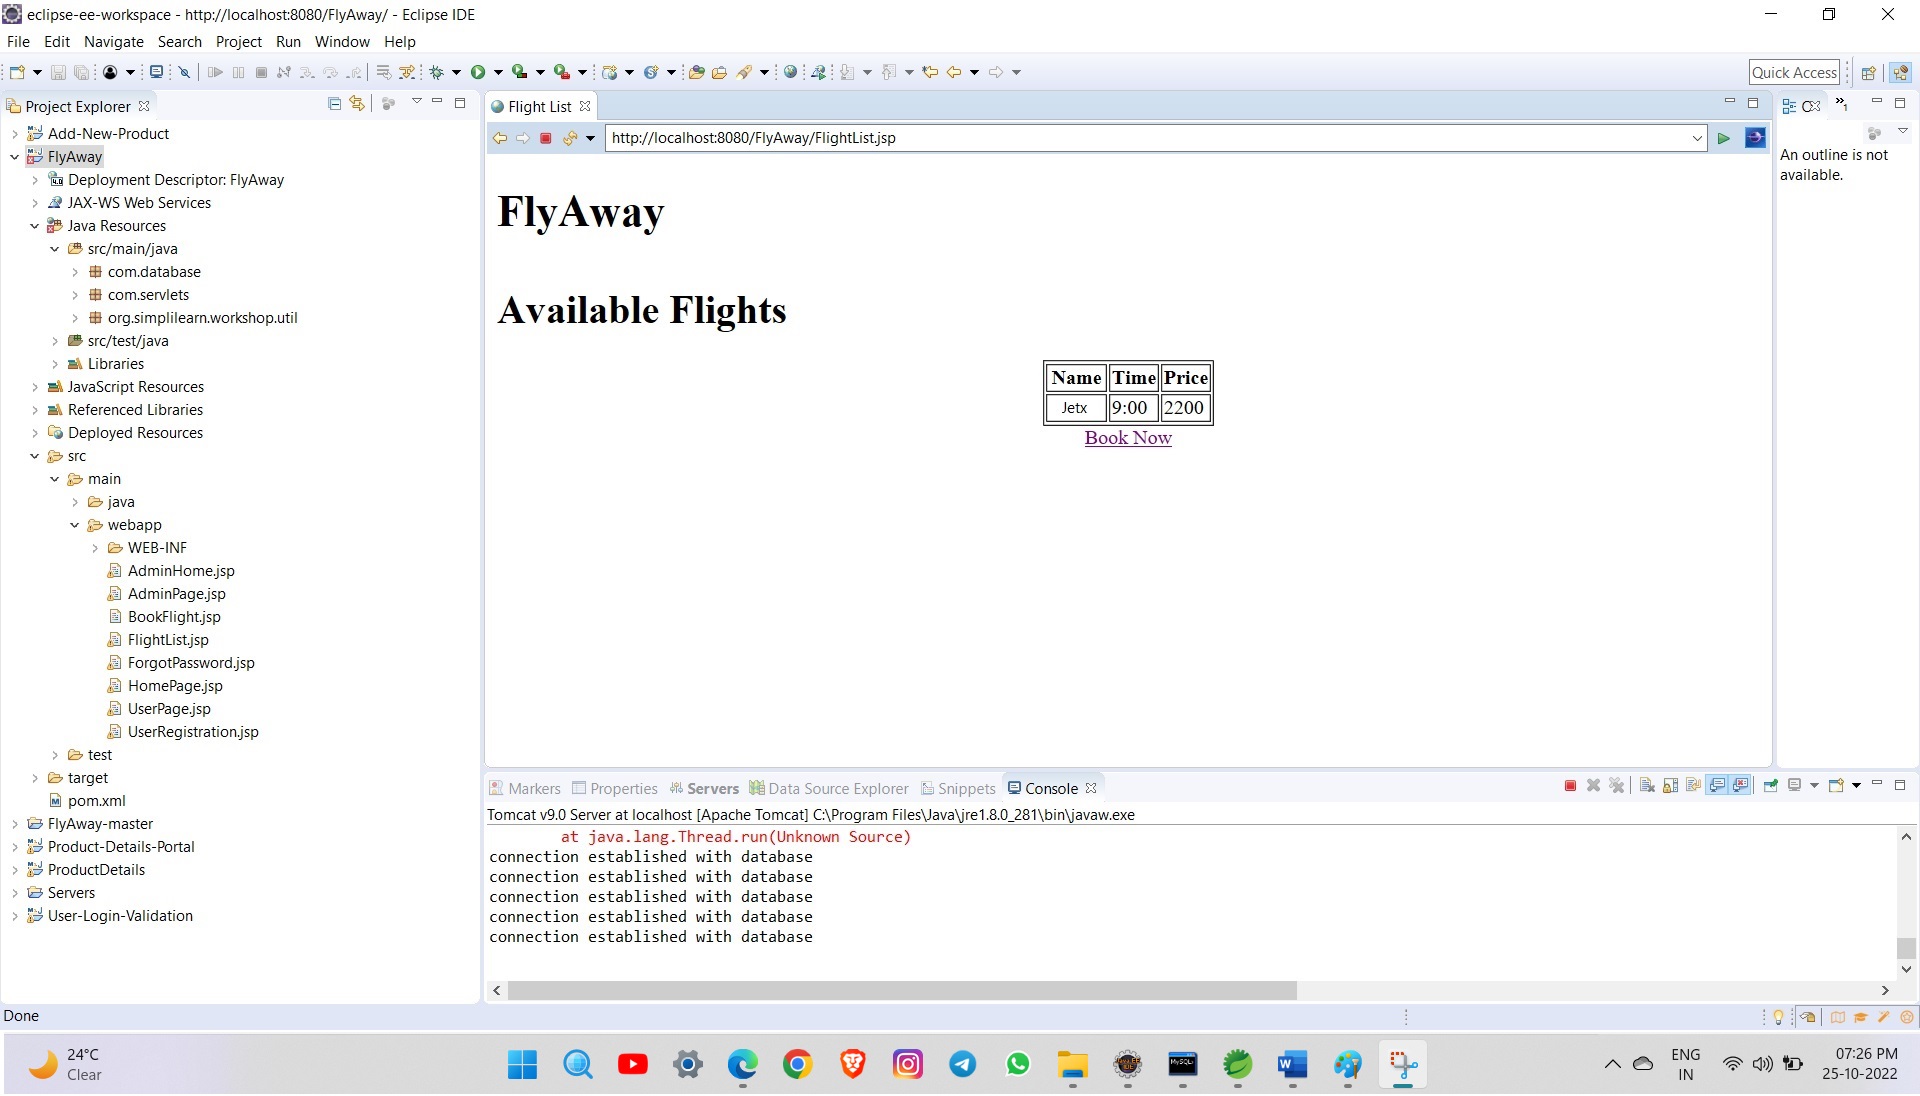 eclipse-ee-workspace - http://localhost:8080/FlyAway/ - Eclipse IDE
File Edit Navigate Search Project Run Window Help
Quick Access
Project Explorer
Add-New-Product
FlyAway
Deployment Descriptor: FlyAway
JAX-WS Web Services
Java Resources
src/main/java
com.database
com.servlets
org.simplilearn.workshop.util
src/test/java
Libraries
JavaScript Resources
Referenced Libraries
Deployed Resources
src
main
java
webapp
WEB-INF
AdminHome.jsp
AdminPage.jsp
BookFlight.jsp
FlightList.jsp
ForgotPassword.jsp
HomePage.jsp
UserPage.jsp
UserRegistration.jsp
test
target
pom.xml
FlyAway-master
Product-Details-Portal
ProductDetails
Servers
User-Login-Validation
Flight List
http://localhost:8080/FlyAway/FlightList.jsp
FlyAway
Available Flights
Name Time Price
Jetx 9:00 2200
Book Now
An outline is not
available.
Markers Properties Servers Data Source Explorer Snippets Console
Tomcat v9.0 Server at localhost [Apache Tomcat] C:\Program Files\Java\jre1.8.0_281\bin\javaw.exe
at java.lang.Thread.run(Unknown Source)
connection established with database
connection established with database
connection established with database
connection established with database
connection established with database
Done
24°C
Clear
ENG
IN
07:26 PM
25-10-2022